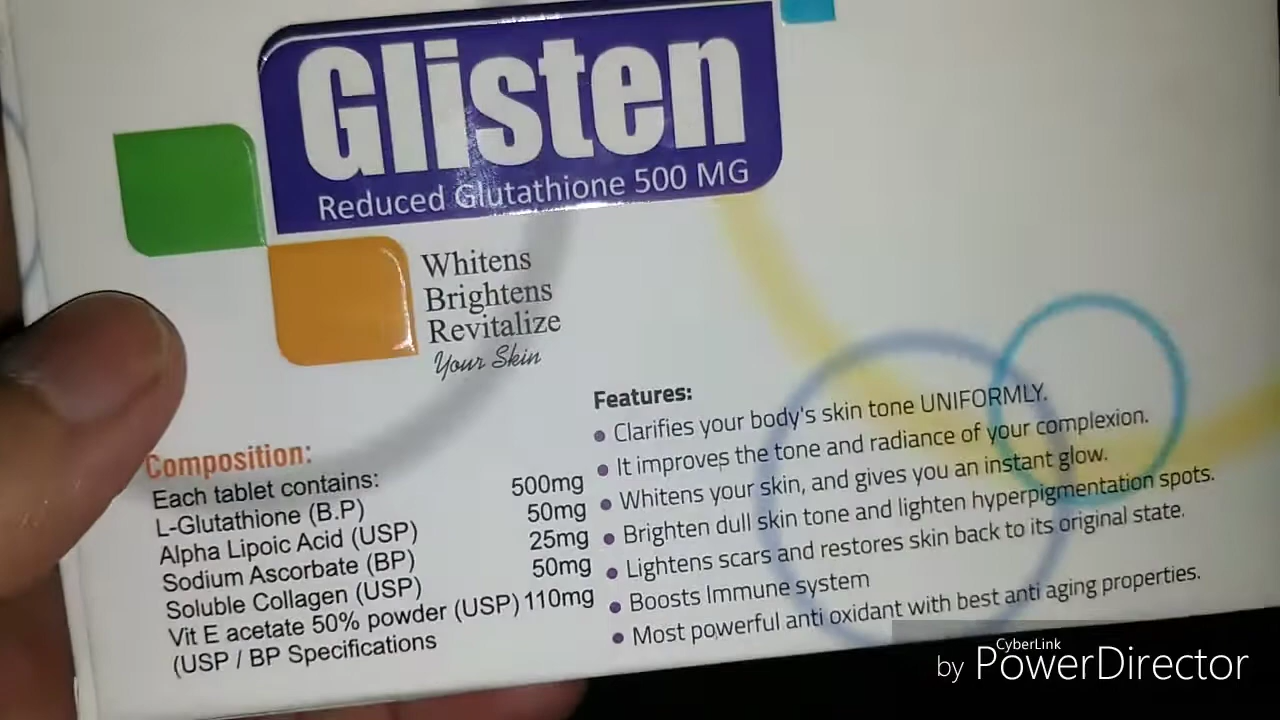 Glisten
Reduced Glutathione 500 MG
Whitens
Brightens
Revitalize
Your Skin
Composition:
Each tablet contains:
L-Glutathione (B.P) 500mg
Alpha Lipoic Acid (USP) 50mg
Sodium Ascorbate (BP) 25mg
Soluble Collagen (USP) 50mg
Vit E acetate 50% powder (USP) 110mg
(USP / BP Specifications
Features:
• Clarifies your body's skin tone UNIFORMLY.
• It improves the tone and radiance of your complexion.
• Whitens your skin, and gives you an instant glow.
• Brighten dull skin tone and lighten hyperpigmentation spots.
• Lightens scars and restores skin back to its original state.
• Boosts Immune system
• Most powerful anti oxidant with best anti aging properties.
CyberLink
by PowerDirector